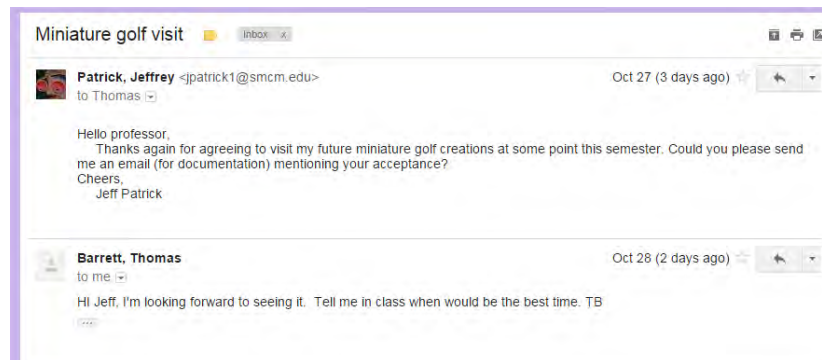 Miniature golf visit
Inbox x
Patrick, Jeffrey <jpatrick1@smcm.edu>
Oct 27 (3 days ago)
to Thomas
Hello professor,
Thanks again for agreeing to visit my future miniature golf creations at some point this semester. Could you please send
me an email (for documentation) mentioning your acceptance?
Cheers,
Jeff Patrick
Barrett, Thomas
Oct 28 (2 days ago)
to me
HI Jeff, I'm looking forward to seeing it. Tell me in class when would be the best time. TB